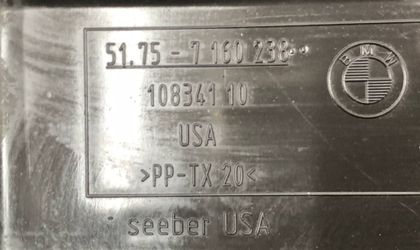 51.75 - 7 160 238
BMW
108341 10
USA
>PP-TX 20<
seeber USA